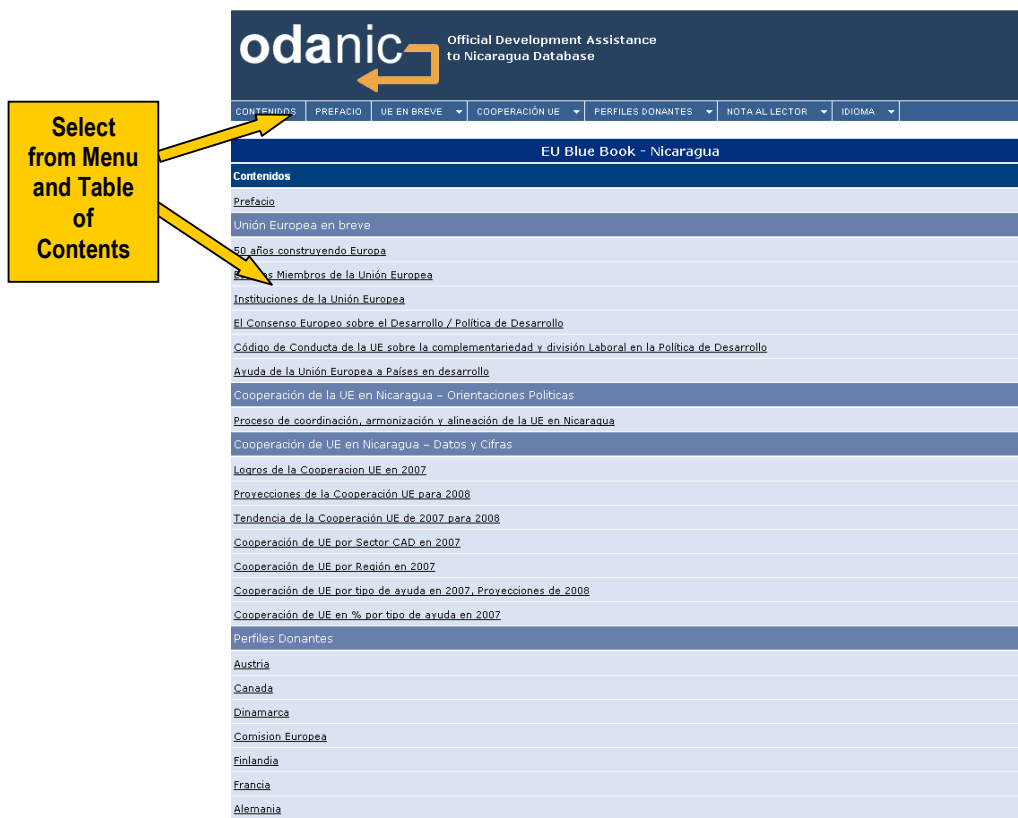 odanic
Official Development Assistance
to Nicaragua Database
CONTENIDOS PREFACIO UE EN BREVE COOPERACIÓN UE PERFILES DONANTES NOTA AL LECTOR IDIOMA
Select
from Menu
and Table
of
Contents
EU Blue Book - Nicaragua
Contenidos
Prefacio
Unión Europea en breve
50 años construyendo Europa
Miembros de la Unión Europea
Instituciones de la Unión Europea
El Consenso Europeo sobre el Desarrollo / Política de Desarrollo
Código de Conducta de la UE sobre la complementariedad y división Laboral en la Política de Desarrollo
Ayuda de la Unión Europea a Países en desarrollo
Cooperación de la UE en Nicaragua – Orientaciones Politicas
Proceso de coordinación, armonización y alineación de la UE en Nicaragua
Cooperación de UE en Nicaragua – Datos y Cifras
Logros de la Cooperacion UE en 2007
Proyecciones de la Cooperación UE para 2008
Tendencia de la Cooperación UE de 2007 para 2008
Cooperación de UE por Sector CAD en 2007
Cooperación de UE por Región en 2007
Cooperación de UE por tipo de ayuda en 2007, Proyecciones de 2008
Cooperación de UE en % por tipo de ayuda en 2007
Perfiles Donantes
Austria
Canada
Dinamarca
Comision Europea
Finlandia
Francia
Alemania